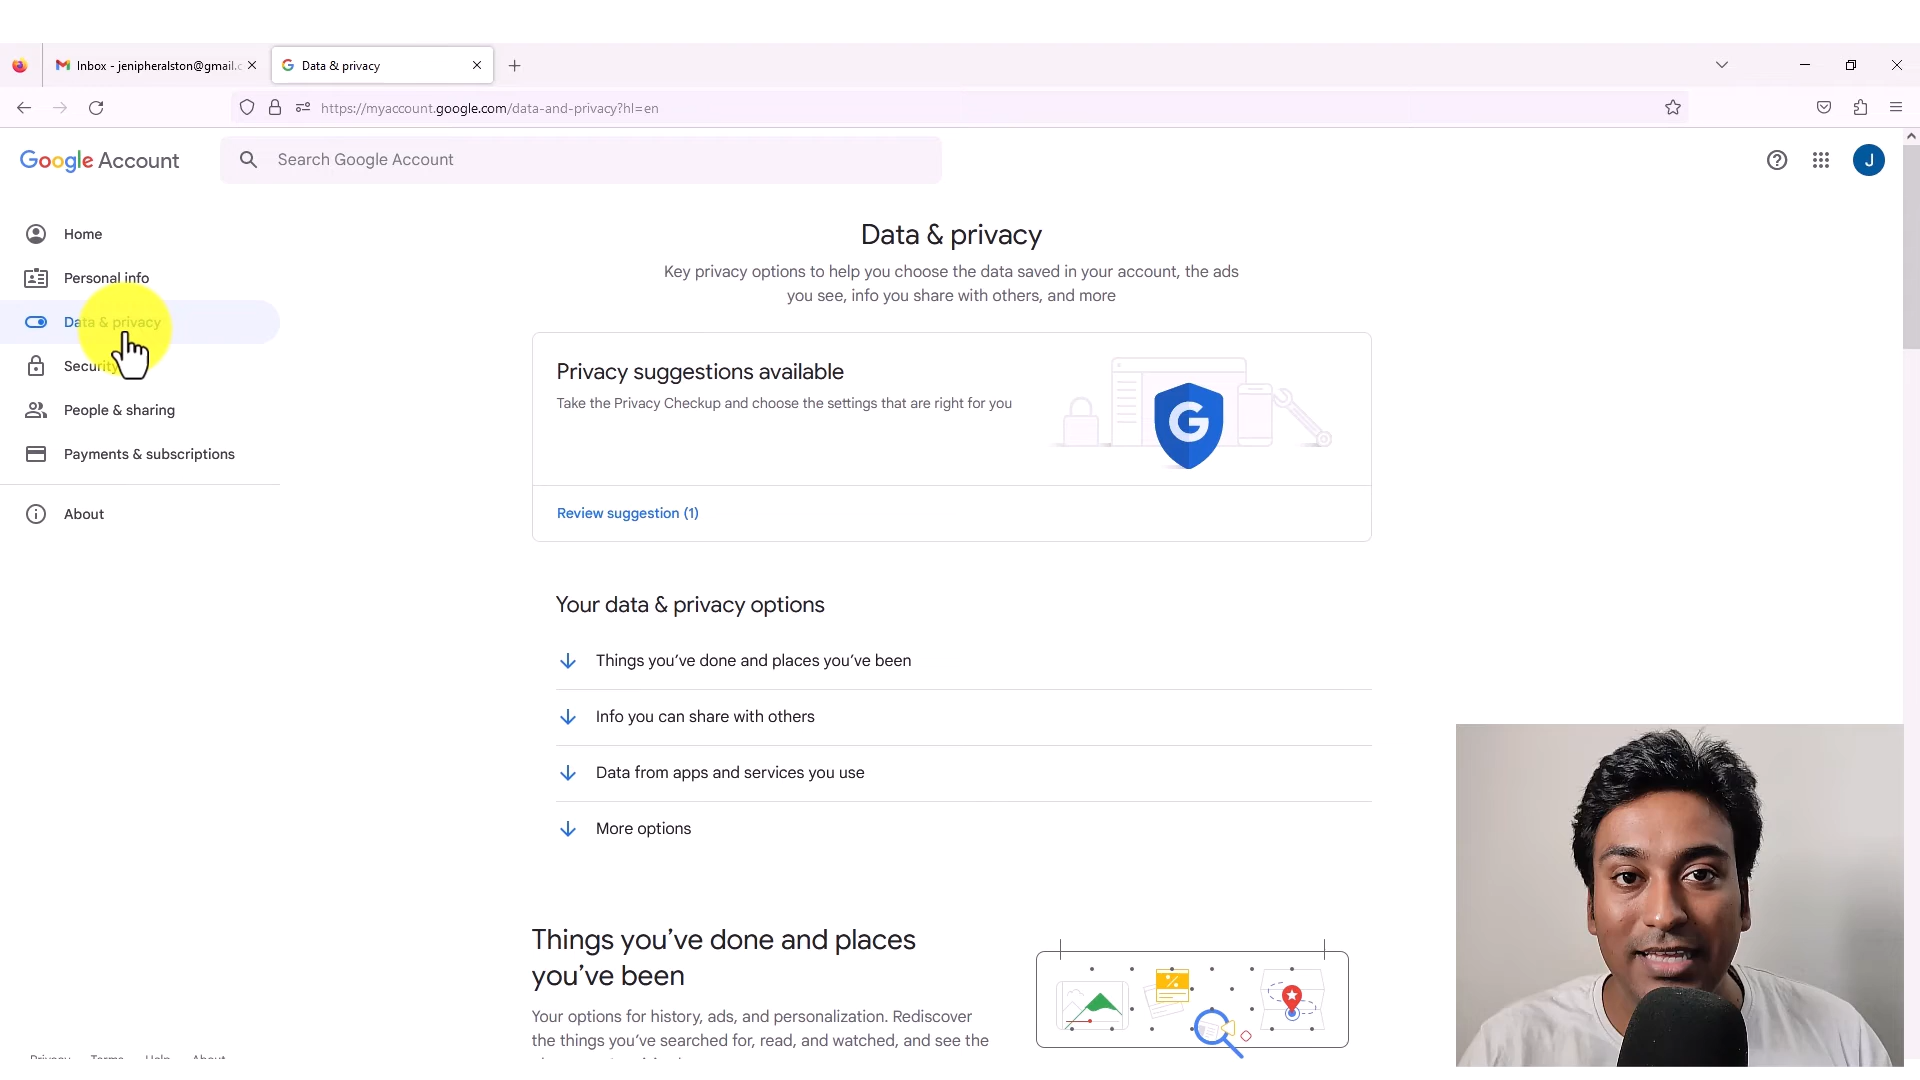 Inbox - jenipheralston@gmail.c
Data & privacy
https://myaccount.google.com/data-and-privacy?hl=en
Google Account
Search Google Account
J
Home
Personal info
Data & privacy
Security
People & sharing
Payments & subscriptions
About
Data & privacy
Key privacy options to help you choose the data saved in your account, the ads
you see, info you share with others, and more
Privacy suggestions available
Take the Privacy Checkup and choose the settings that are right for you
G
Review suggestion (1)
Your data & privacy options
Things you’ve done and places you’ve been
Info you can share with others
Data from apps and services you use
More options
Things you’ve done and places
you’ve been
Your options for history, ads, and personalization. Rediscover
the things you’ve searched for, read, and watched, and see the
%
Privacy Terms Help About